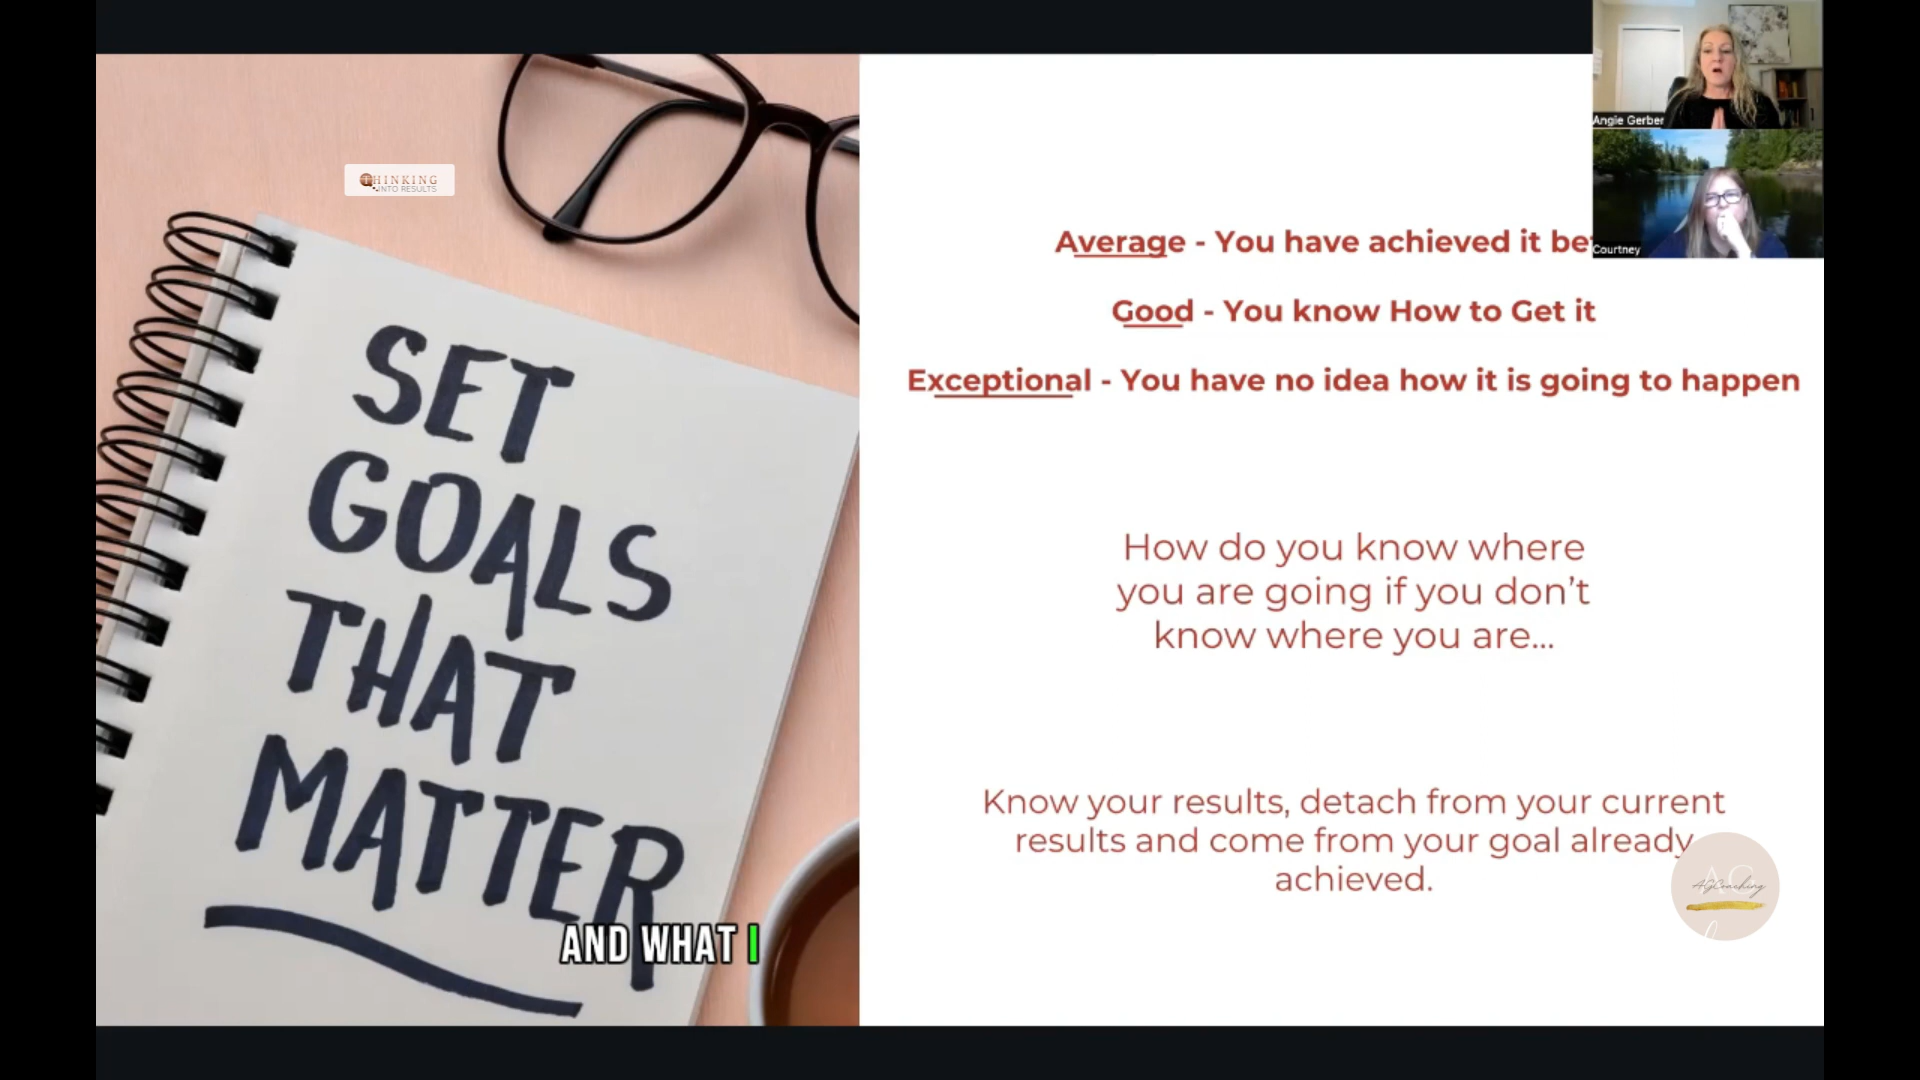 THINKING
INTO RESULTS
SET
GOALS
THAT
MATTER
AND WHAT I
Average - You have achieved it be
Good - You know How to Get it
Exceptional - You have no idea how it is going to happen
How do you know where
you are going if you don't
know where you are...
Know your results, detach from your current
results and come from your goal already
achieved.
Angie Gerber
Courtney
AG
AGCoaching